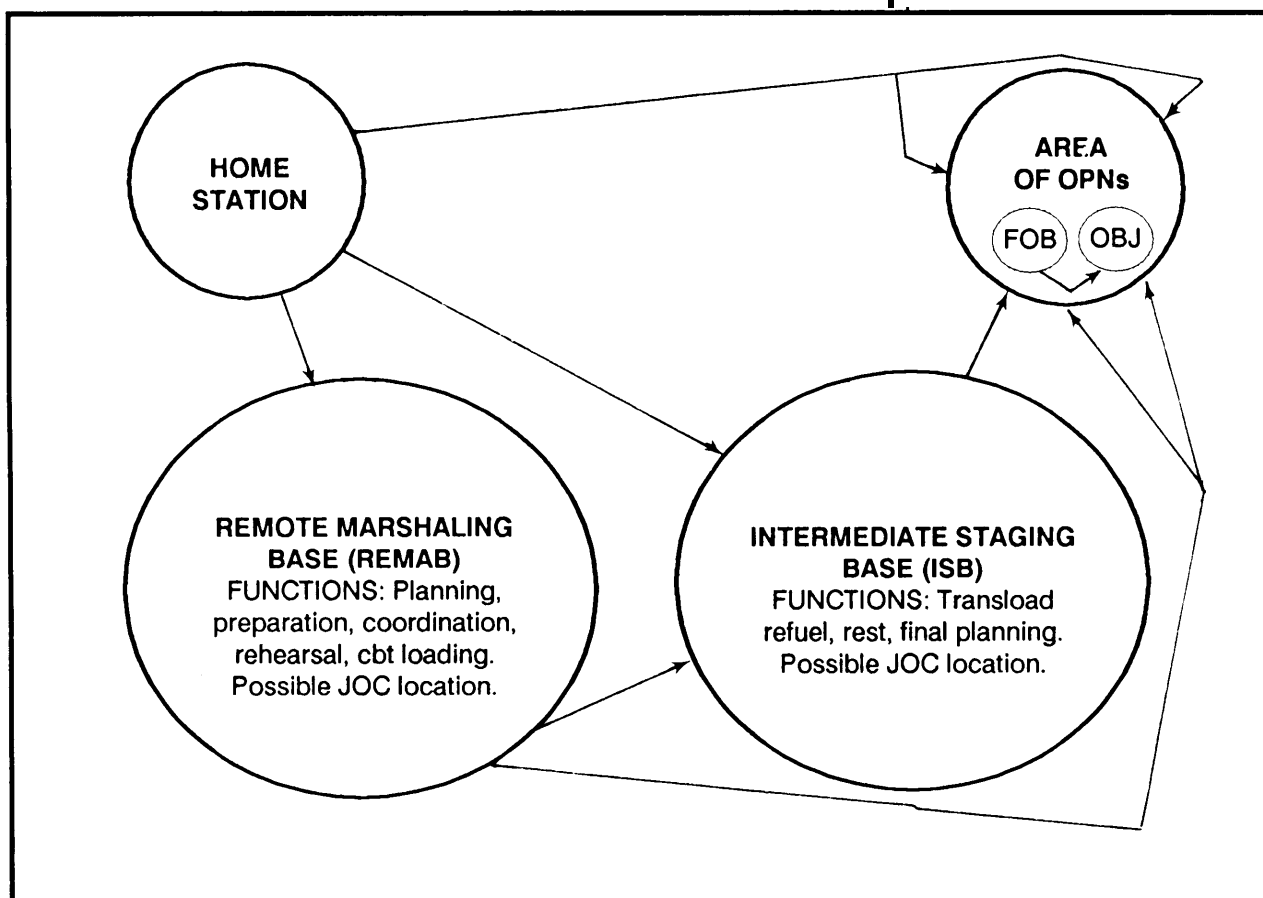 HOME
STATION
AREA
OF OPNs
FOB
OBJ
REMOTE MARSHALING
BASE (REMAB)
FUNCTIONS: Planning,
preparation, coordination,
rehearsal, cbt loading.
Possible JOC location.
INTERMEDIATE STAGING
BASE (ISB)
FUNCTIONS: Transload
refuel, rest, final planning.
Possible JOC location.